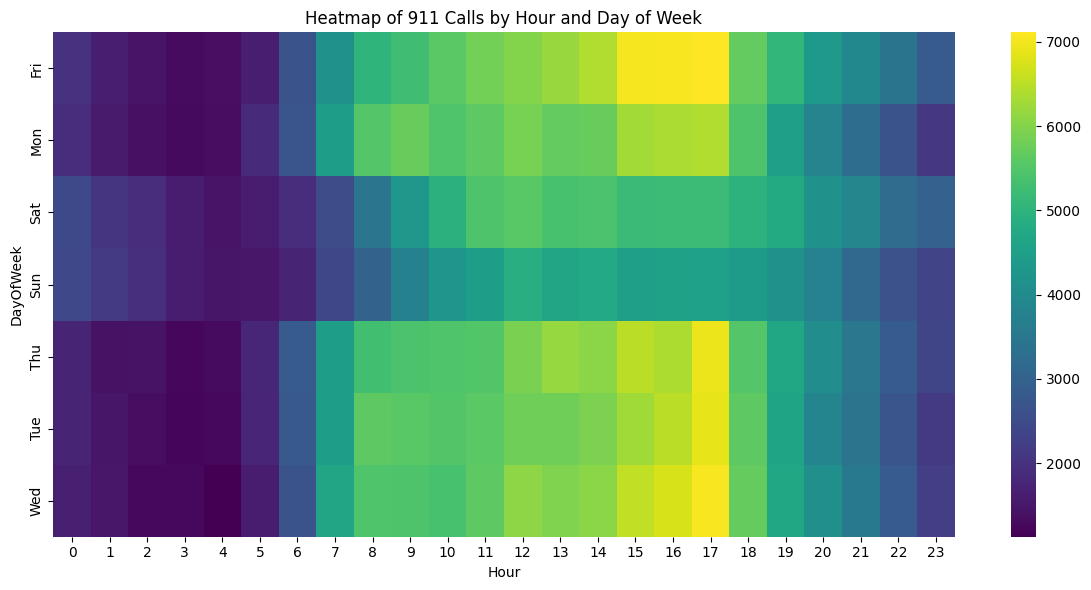 Heatmap of 911 Calls by Hour and Day of Week
DayOfWeek
Fri
Mon
Sat
Sun
Thu
Tue
Wed
0 1 2 3 4 5 6 7 8 9 10 11 12 13 14 15 16 17 18 19 20 21 22 23
Hour
7000
6000
5000
4000
3000
2000